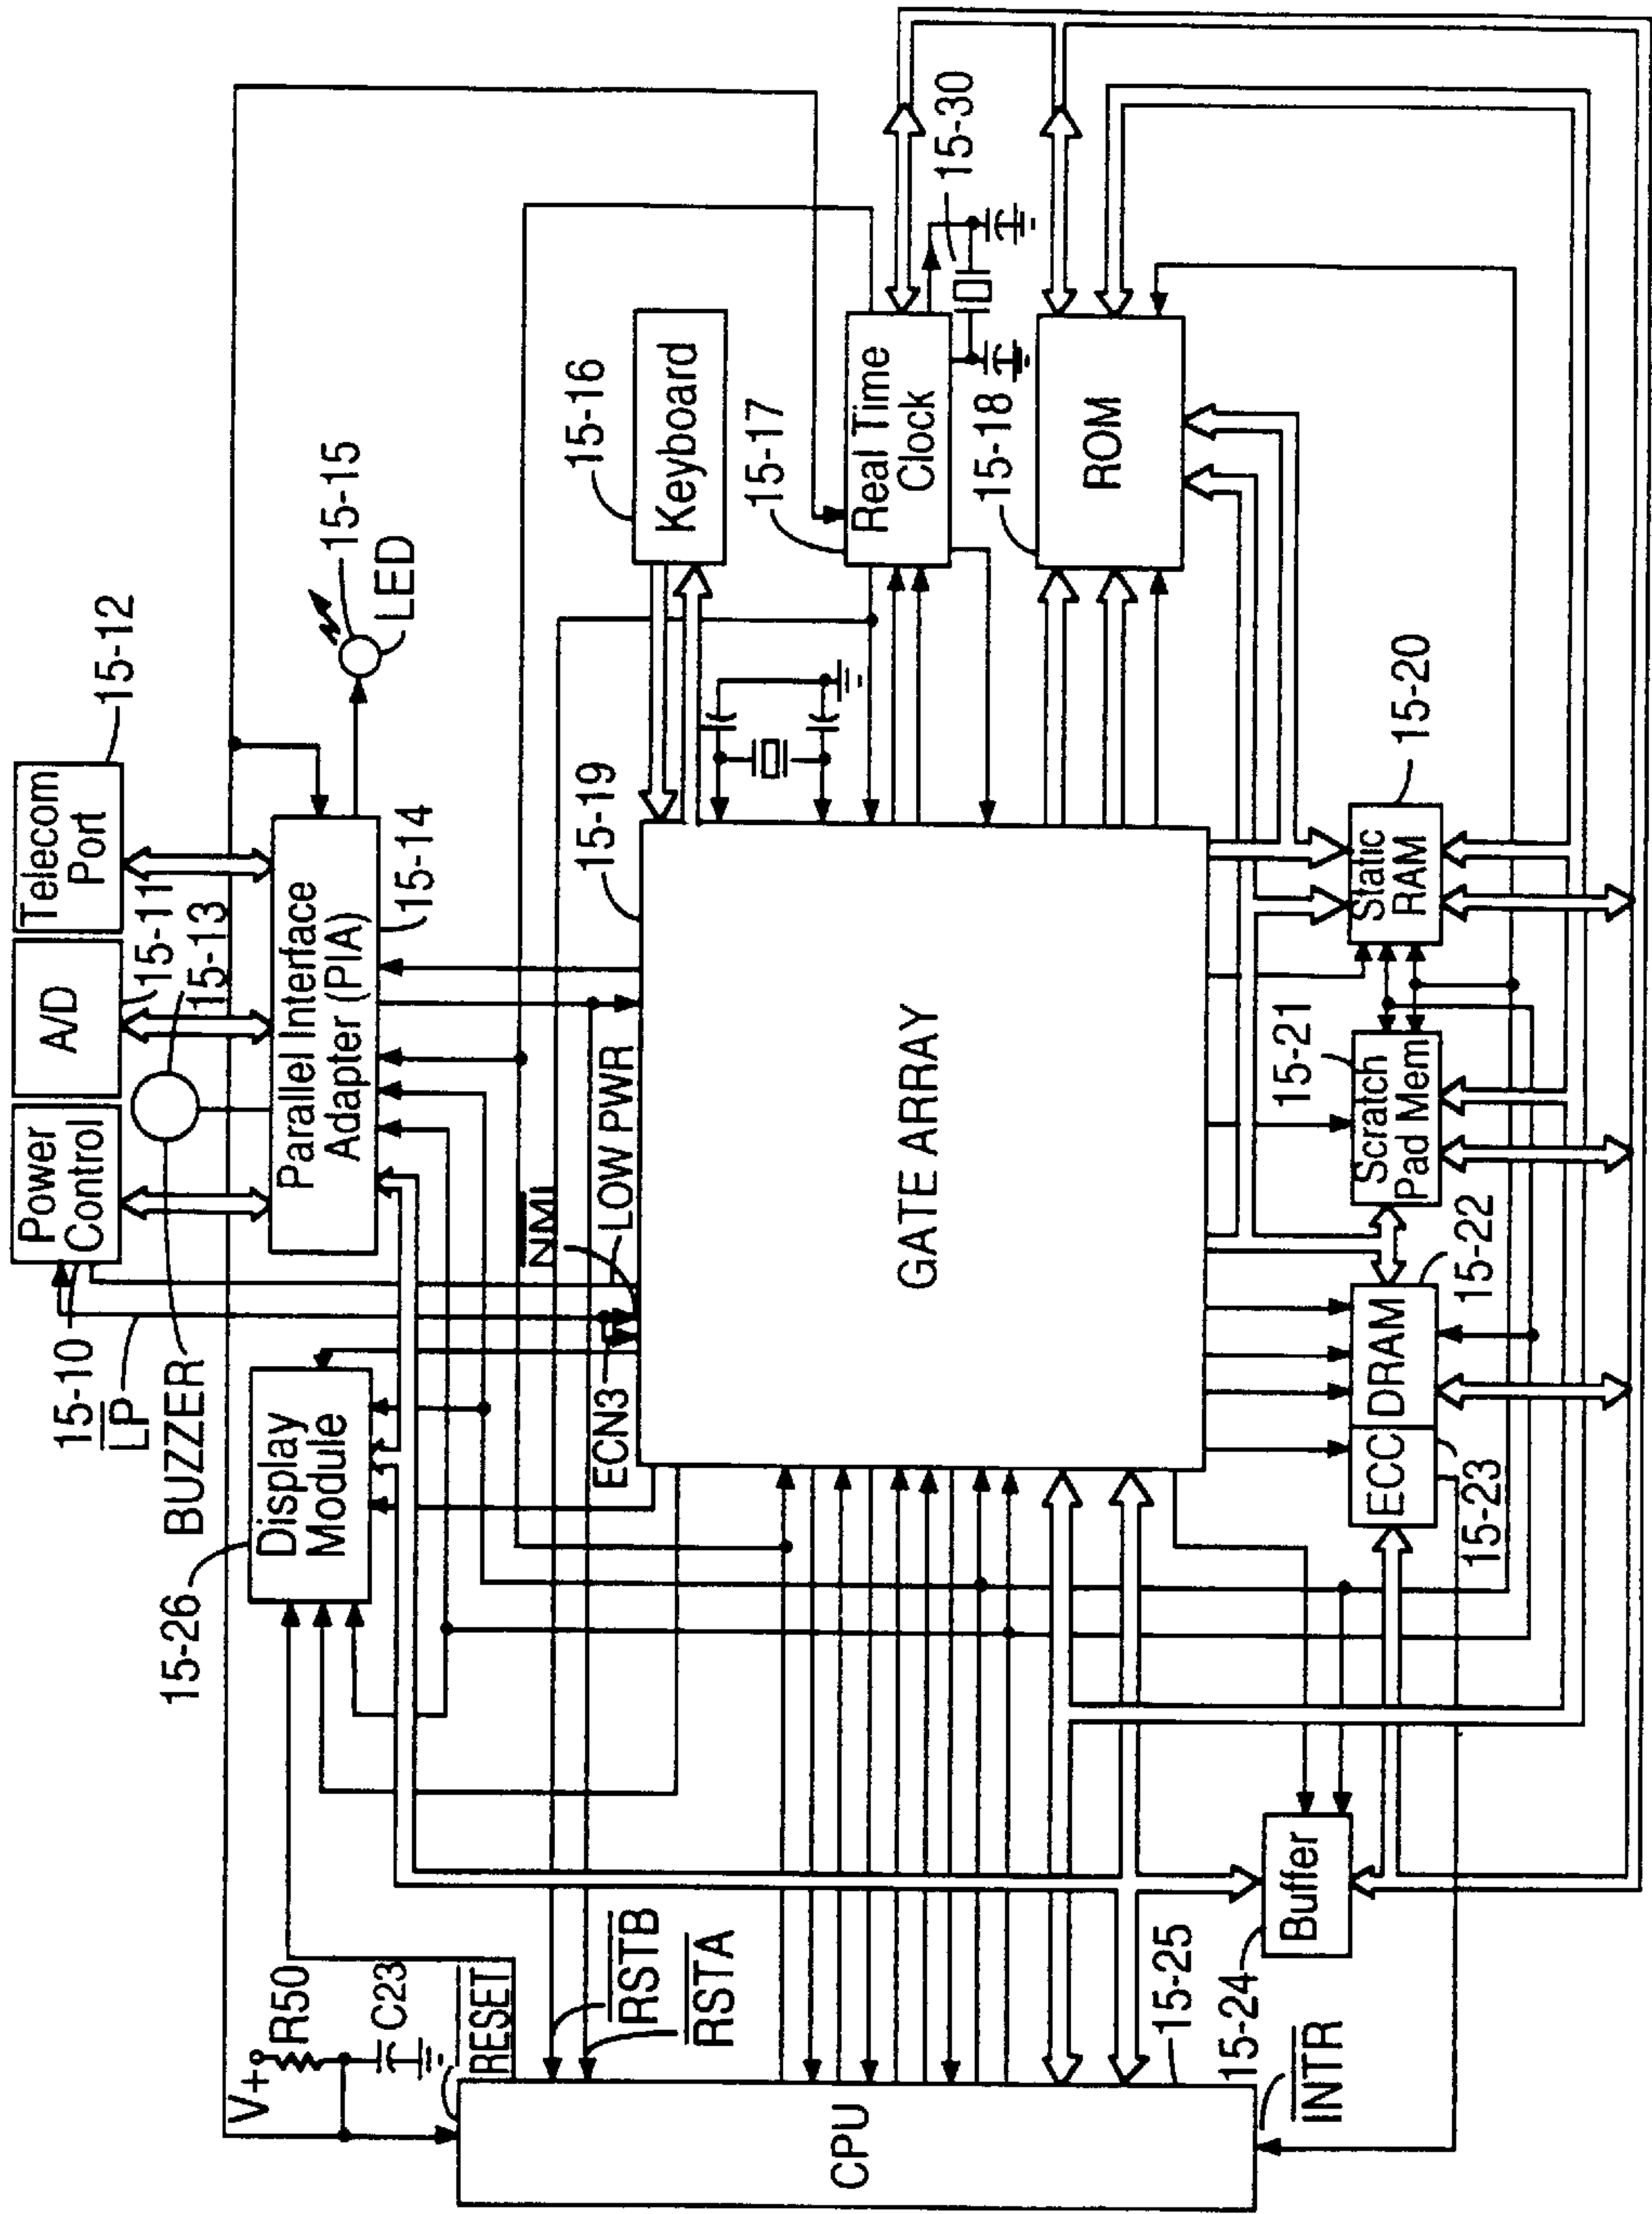 15-10
LP
Power
Control
A/D
15-11
15-13
Telecom
Port
15-12
BUZZER
15-26
Display
Module
Parallel Interface
Adapter (PIA)
15-14
15-15
LED
V+
R50
C23
RESET
RSTB
RSTA
ECN3
NMI
LOW PWR
15-19
15-16
Keyboard
15-17
Real Time
Clock
15-30
15-18
ROM
CPU
GATE ARRAY
15-25
INTR
15-24
Buffer
ECC
15-23
DRAM
15-22
15-21
Scratch
Pad Mem
Static
RAM
15-20